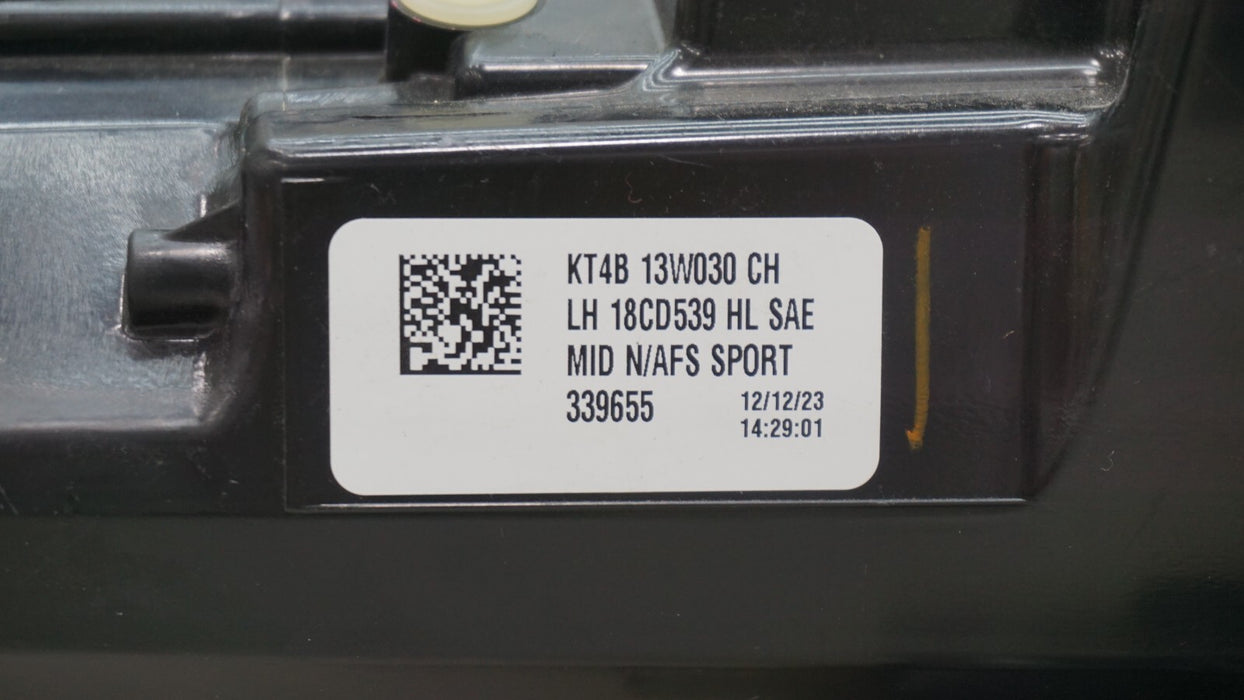 KT4B 13W030 CH
LH 18CD539 HL SAE
MID N/AFS SPORT
339655
12/12/23
14:29:01